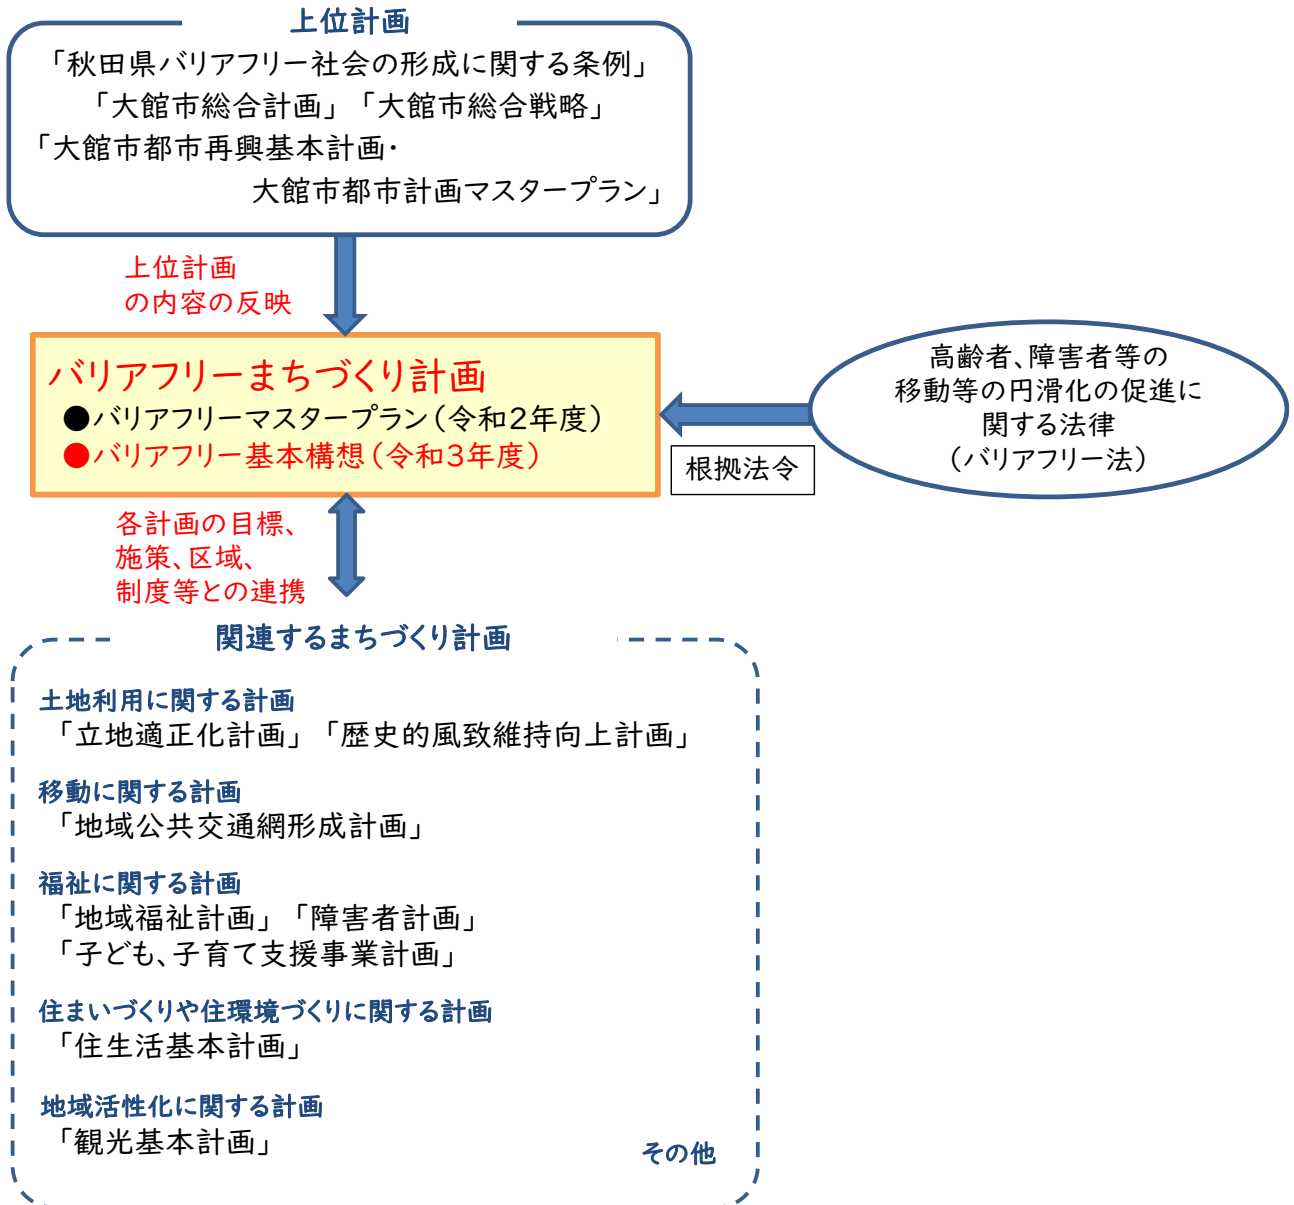 上位計画
「秋田県バリアフリー社会の形成に関する条例」
「大館市総合計画」「大館市総合戦略」
「大館市都市再興基本計画・
大館市都市計画マスタープラン」
上位計画
の内容の反映
バリアフリーまちづくり計画
●バリアフリーマスタープラン（令和２年度）
●バリアフリー基本構想（令和３年度）
高齢者、障害者等の
移動等の円滑化の促進に
関する法律
（バリアフリー法）
根拠法令
各計画の目標、
施策、区域、
制度等との連携
関連するまちづくり計画
土地利用に関する計画
「立地適正化計画」「歴史的風致維持向上計画」
移動に関する計画
「地域公共交通網形成計画」
福祉に関する計画
「地域福祉計画」「障害者計画」
「子ども、子育て支援事業計画」
住まいづくりや住環境づくりに関する計画
「住生活基本計画」
地域活性化に関する計画
「観光基本計画」
その他